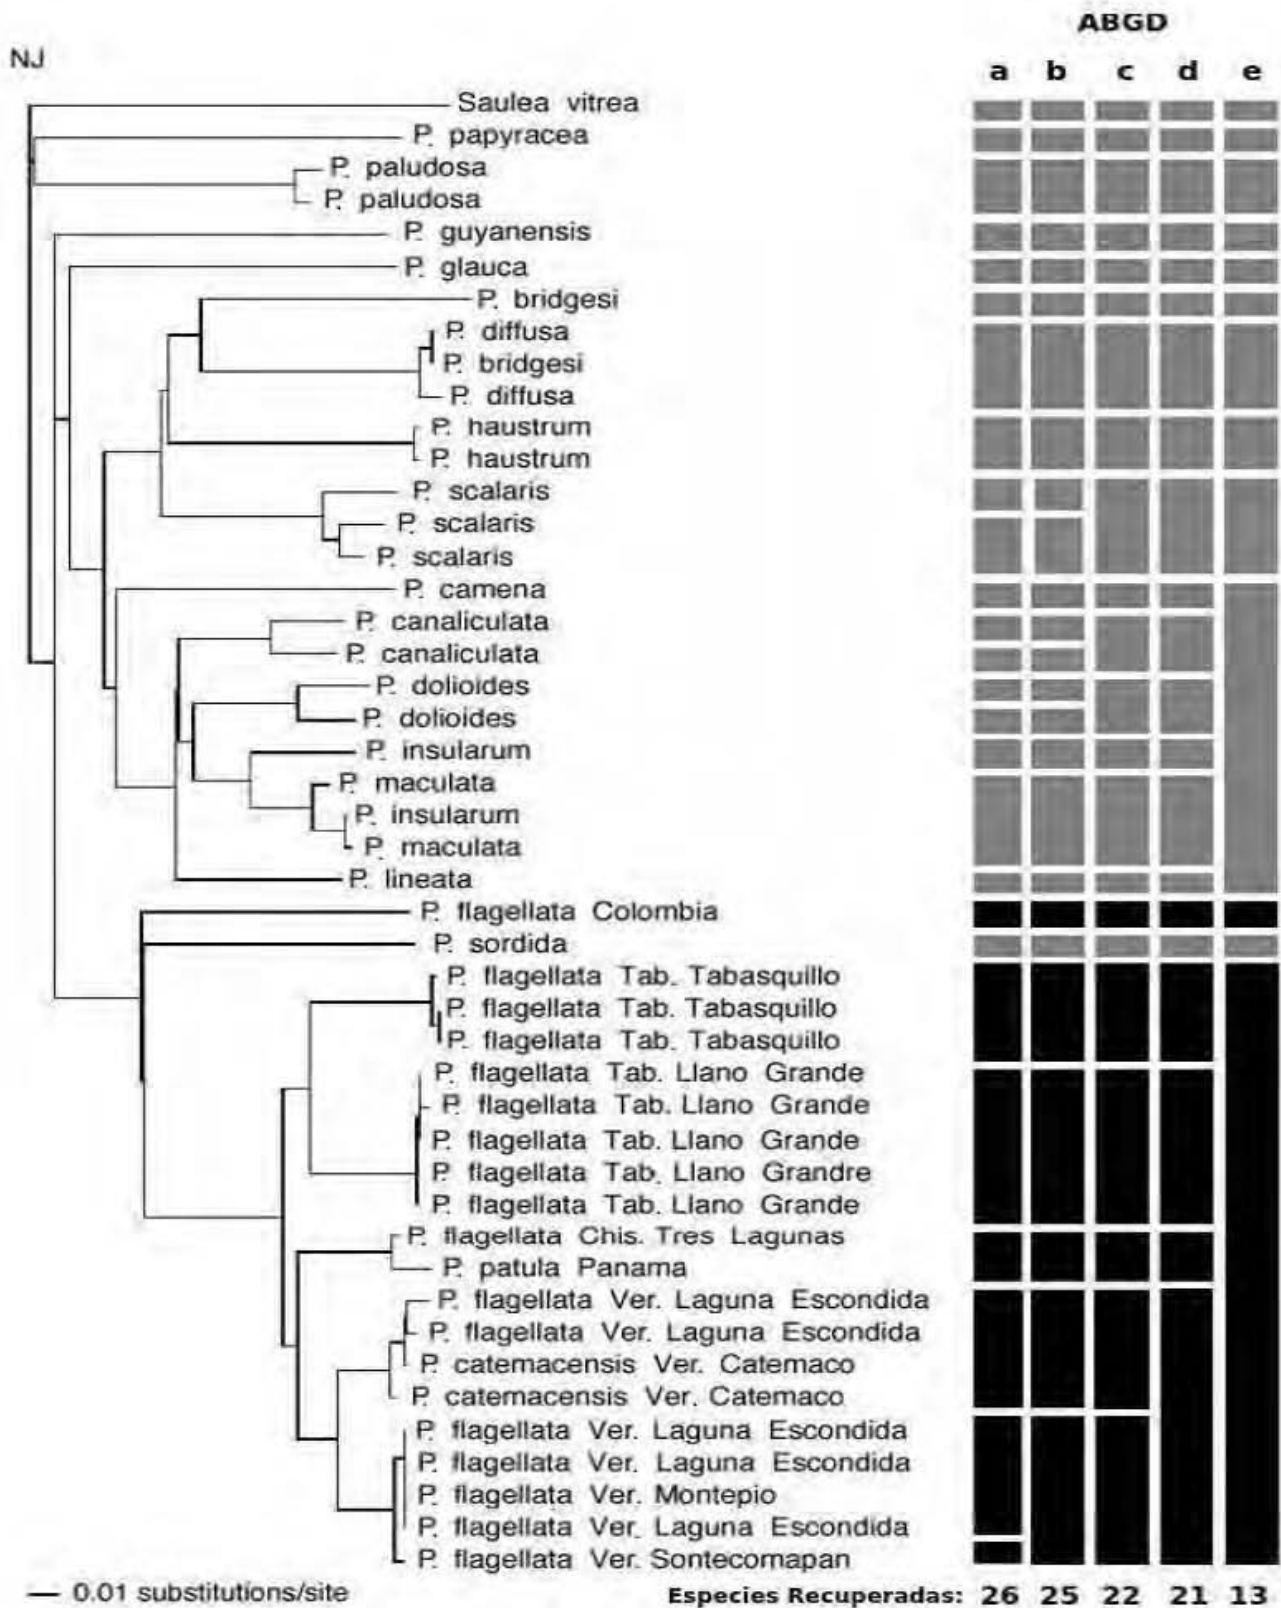 ABGD
NJ
a b c d e
Saulea vitrea
P. papyracea
P. paludosa
P. paludosa
P. guyanensis
P. glauca
P. bridgesi
P. diffusa
P. bridgesi
P. diffusa
P. haustrum
P. haustrum
P. scalaris
P. scalaris
P. scalaris
P. camena
P. canaliculata
P. canaliculata
P. dolioides
P. dolioides
P. insularum
P. maculata
P. insularum
P. maculata
P. lineata
P. flagellata Colombia
P. sordida
P. flagellata Tab. Tabasquillo
P. flagellata Tab. Tabasquillo
P. flagellata Tab. Tabasquillo
P. flagellata Tab. Llano Grande
P. flagellata Tab. Llano Grande
P. flagellata Tab. Llano Grande
P. flagellata Tab. Llano Grandre
P. flagellata Tab. Llano Grande
P. flagellata Chis. Tres Lagunas
P. patula Panama
P. flagellata Ver. Laguna Escondida
P. flagellata Ver. Laguna Escondida
P. catemacensis Ver. Catemaco
P. catemacensis Ver. Catemaco
P. flagellata Ver. Laguna Escondida
P. flagellata Ver. Laguna Escondida
P. flagellata Ver. Montepio
P. flagellata Ver. Laguna Escondida
P. flagellata Ver. Sontecomapan
0.01 substitutions/site
Especies Recuperadas: 26 25 22 21 13